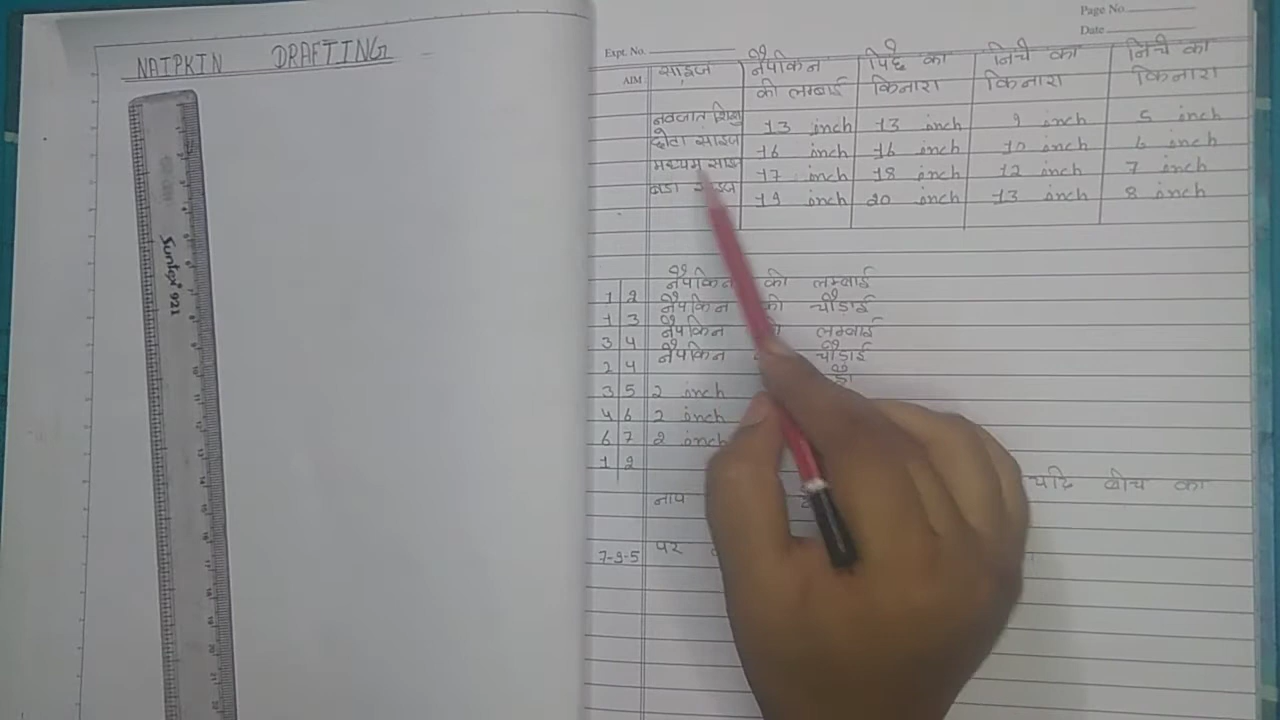 NAIPKIN DRAFTING
Suntex 921
Page No.
Date
Expt. No.
AIM
साइज नैपकिन की लम्बाई पिछे का किनारा निचे का किनारा निचे का किनारा
नवजात शिशु 13 inch 13 inch 9 inch 5 inch
छोटा साइज 16 inch 16 inch 10 inch 6 inch
मध्यम साइज 17 inch 18 inch 12 inch 7 inch
बडा साइज 19 inch 20 inch 13 inch 8 inch
1 2 नैपकिन की लम्बाई
1 3 नैपकिन की चौड़ाई
3 4 नैपकिन लम्बाई
2 4 नैपकिन चौड़ाई
3 5 2 inch
4 6 2 inch
6 7 2 inch
1 2 यदि बीच का
नाप
7-9-5 पर